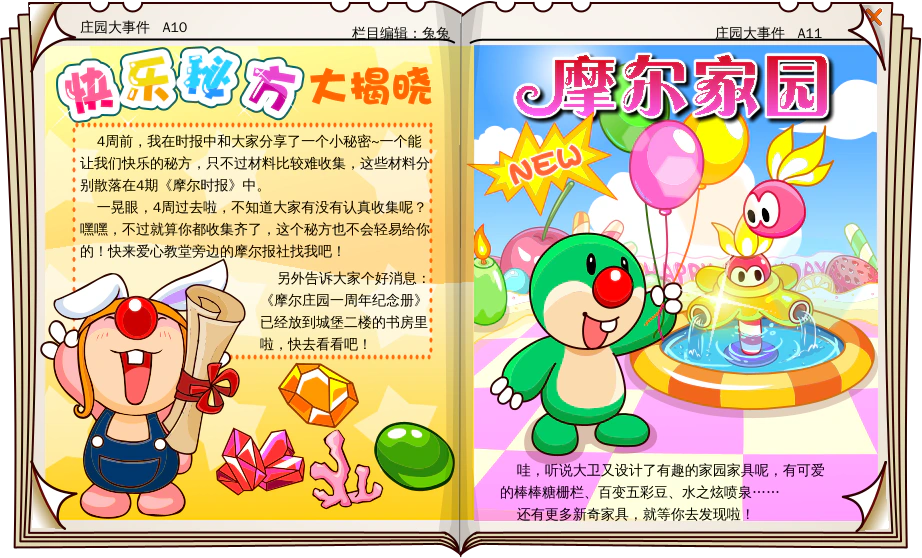 庄园大事件 A10
栏目编辑：兔兔
快乐秘方大揭晓
4周前，我在时报中和大家分享了一个小秘密~一个能
让我们快乐的秘方，只不过材料比较难收集，这些材料分
别散落在4期《摩尔时报》中。
一晃眼，4周过去啦，不知道大家有没有认真收集呢？
嘿嘿，不过就算你都收集齐了，这个秘方也不会轻易给你
的！快来爱心教堂旁边的摩尔报社找我吧！
另外告诉大家个好消息：
《摩尔庄园一周年纪念册》
已经放到城堡二楼的书房里
啦，快去看看吧！
庄园大事件 A11
摩尔家园
NEW
HAPPY
DAY
哇，听说大卫又设计了有趣的家园家具呢，有可爱
的棒棒糖栅栏、百变五彩豆、水之炫喷泉……
还有更多新奇家具，就等你去发现啦！